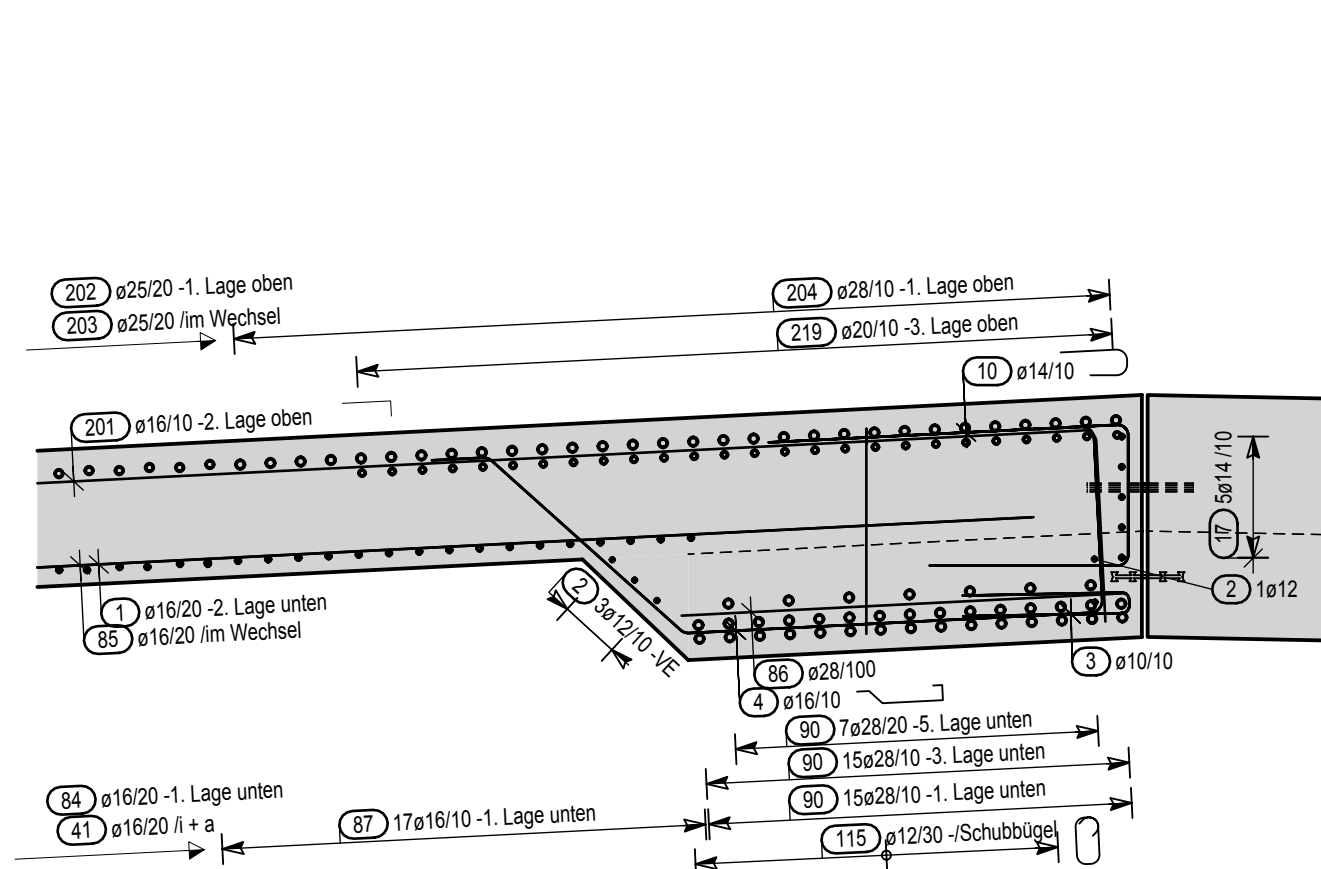 202 ø25/20 -1. Lage oben
203 ø25/20 /im Wechsel
204 ø28/10 -1. Lage oben
219 ø20/10 -3. Lage oben
10 ø14/10
201 ø16/10 -2. Lage oben
17 5ø14 /10
1 ø16/20 -2. Lage unten
85 ø16/20 /im Wechsel
2 3ø12/10 -VE
2 1ø12
3 ø10/10
86 ø28/100
4 ø16/10
90 7ø28/20 -5. Lage unten
90 15ø28/10 -3. Lage unten
90 15ø28/10 -1. Lage unten
84 ø16/20 -1. Lage unten
41 ø16/20 /i + a
87 17ø16/10 -1. Lage unten
115 ø12/30 -/Schubbügel